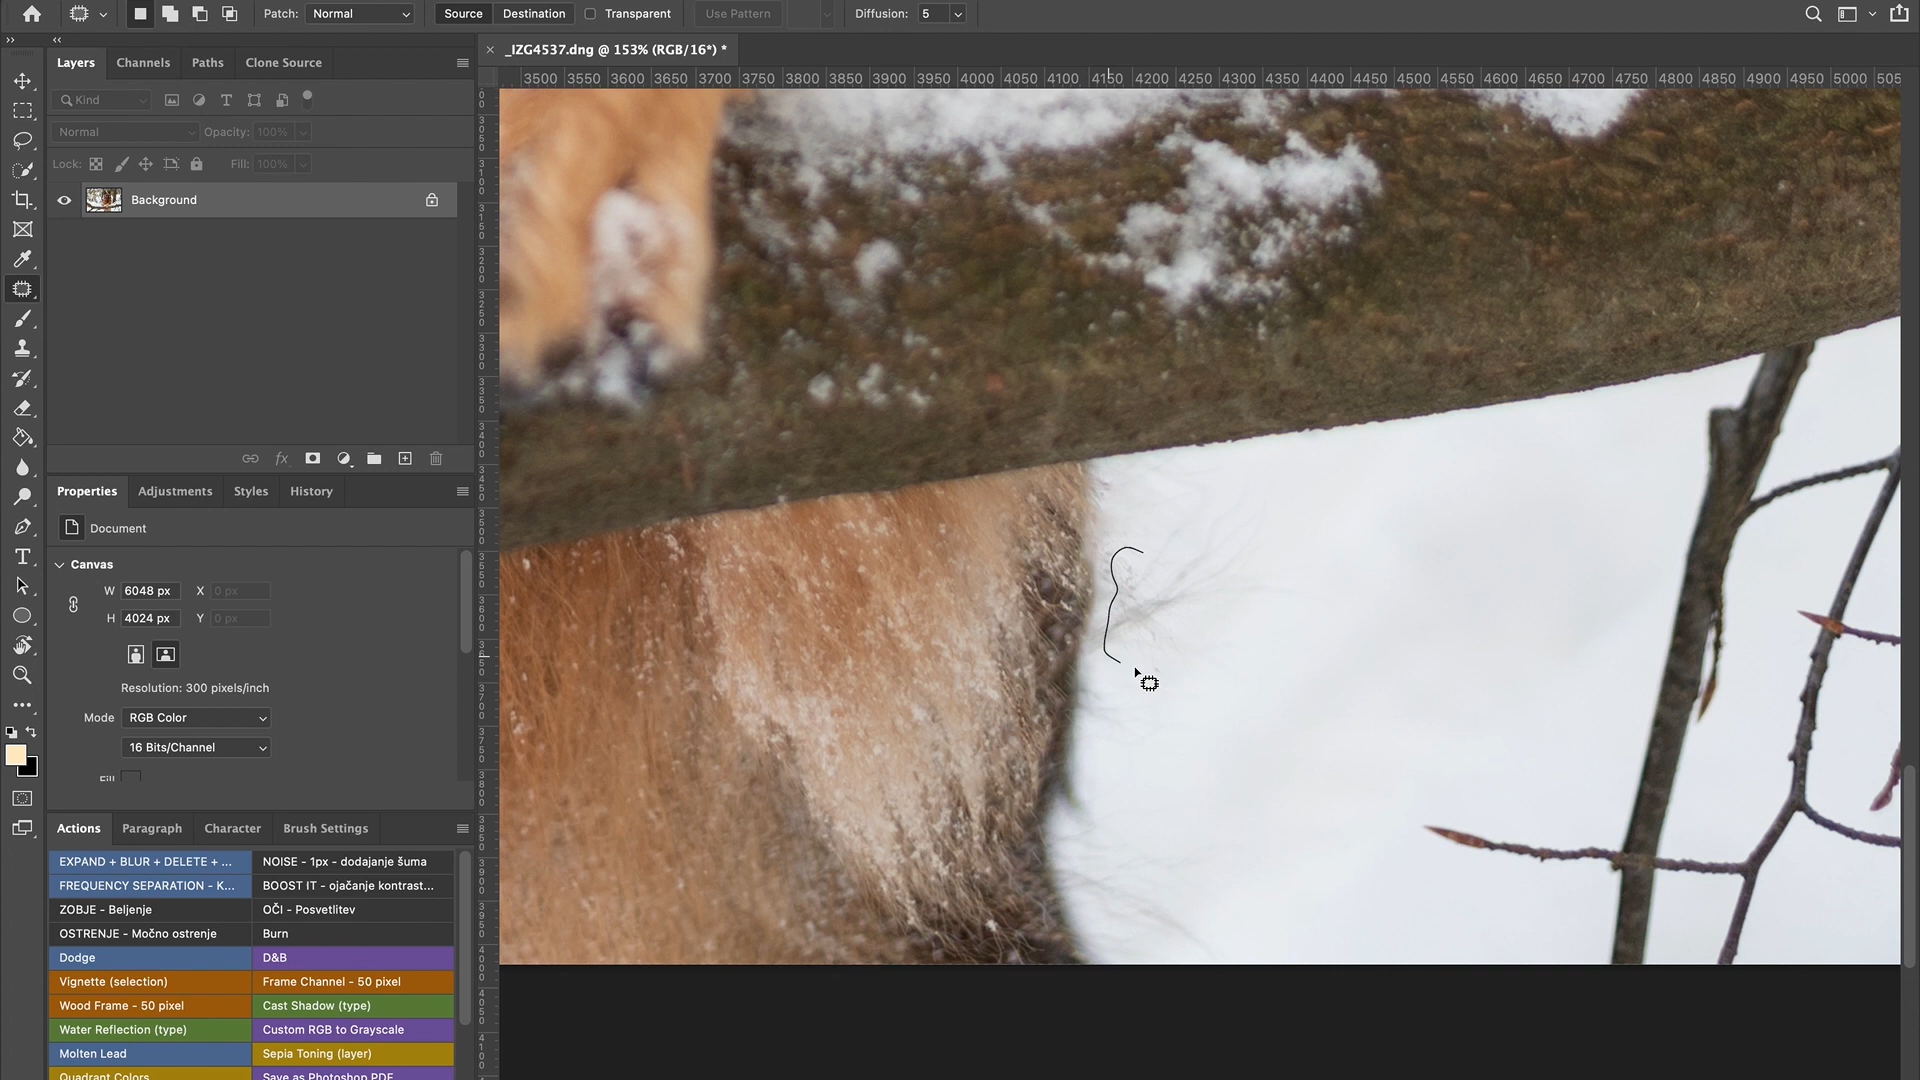 Patch: Normal Source Destination Transparent Use Pattern Diffusion: 5
_IZG4537.dng @ 153% (RGB/16*) *
Layers Channels Paths Clone Source
3500 3550 3600 3650 3700 3750 3800 3850 3900 3950 4000 4050 4100 4150 4200 4250 4300 4350 4400 4450 4500 4550 4600 4650 4700 4750 4800 4850 4900 4950 5000 505
Kind
Normal Opacity: 100%
Lock: Fill: 100%
Background
fx
Properties Adjustments Styles History
Document
Canvas
W 6048 px X 0 px
H 4024 px Y 0 px
Resolution: 300 pixels/inch
Mode RGB Color
16 Bits/Channel
Fill
Actions Paragraph Character Brush Settings
EXPAND + BLUR + DELETE + ... NOISE - 1px - dodajanje šuma
FREQUENCY SEPARATION - K... BOOST IT - ojačanje kontrast...
ZOBJE - Beljenje OČI - Posvetlitev
OSTRENJE - Močno ostrenje Burn
Dodge D&B
Vignette (selection) Frame Channel - 50 pixel
Wood Frame - 50 pixel Cast Shadow (type)
Water Reflection (type) Custom RGB to Grayscale
Molten Lead Sepia Toning (layer)
Quadrant Colors Save as Photoshop PDF